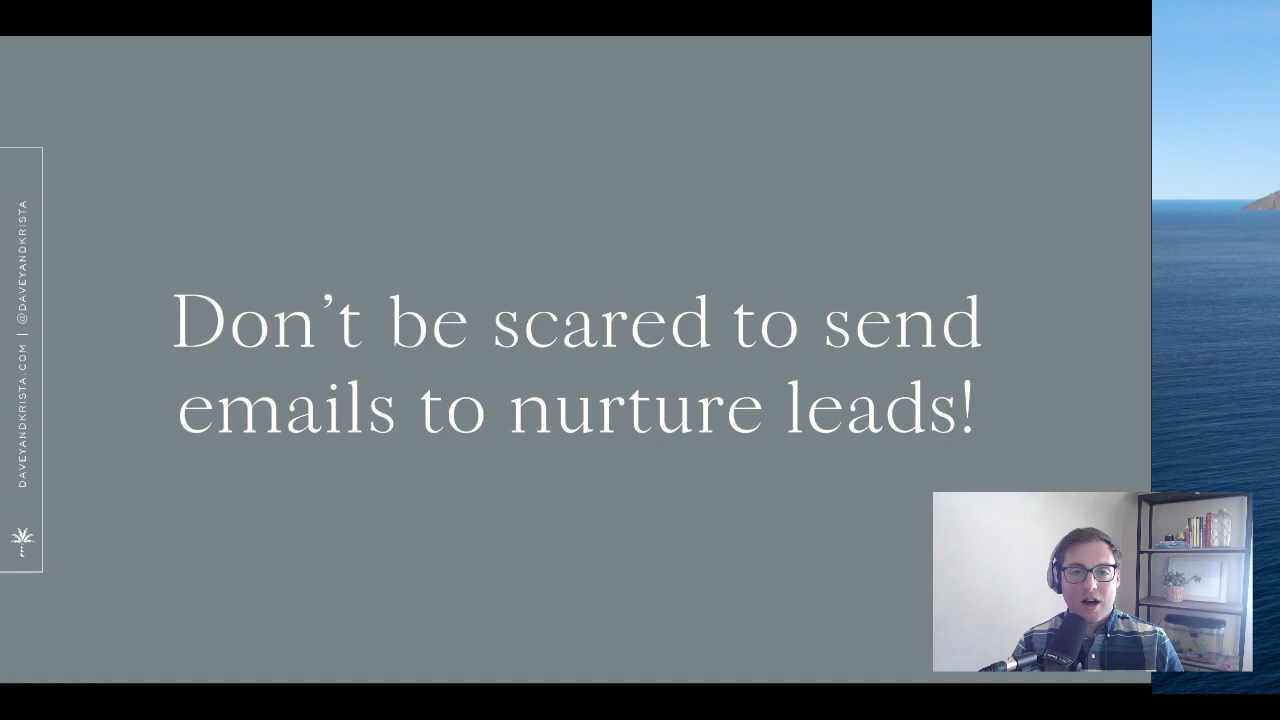 DAVEYANDKRISTA.COM | @DAVEYANDKRISTA
Don’t be scared to send
emails to nurture leads!